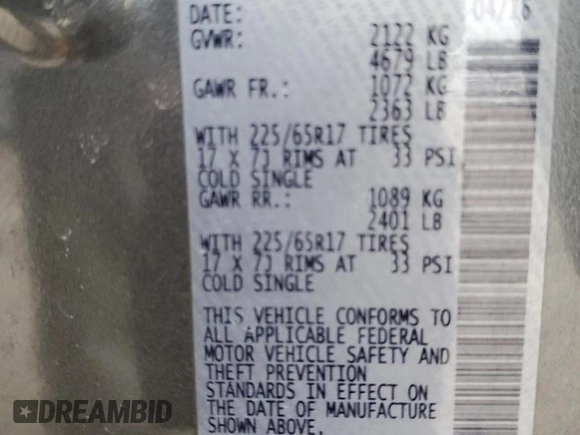 DATE: 04/16
GVWR: 2122 KG
4679 LB
GAWR FR.: 1072 KG
2363 LB
WITH 225/65R17 TIRES
17 X 7J RIMS AT 33 PSI
COLD SINGLE
GAWR RR.: 1089 KG
2401 LB
WITH 225/65R17 TIRES
17 X 7J RIMS AT 33 PSI
COLD SINGLE
THIS VEHICLE CONFORMS TO
ALL APPLICABLE FEDERAL
MOTOR VEHICLE SAFETY AND
THEFT PREVENTION
STANDARDS IN EFFECT ON
THE DATE OF MANUFACTURE
SHOWN ABOVE.
DREAMBID